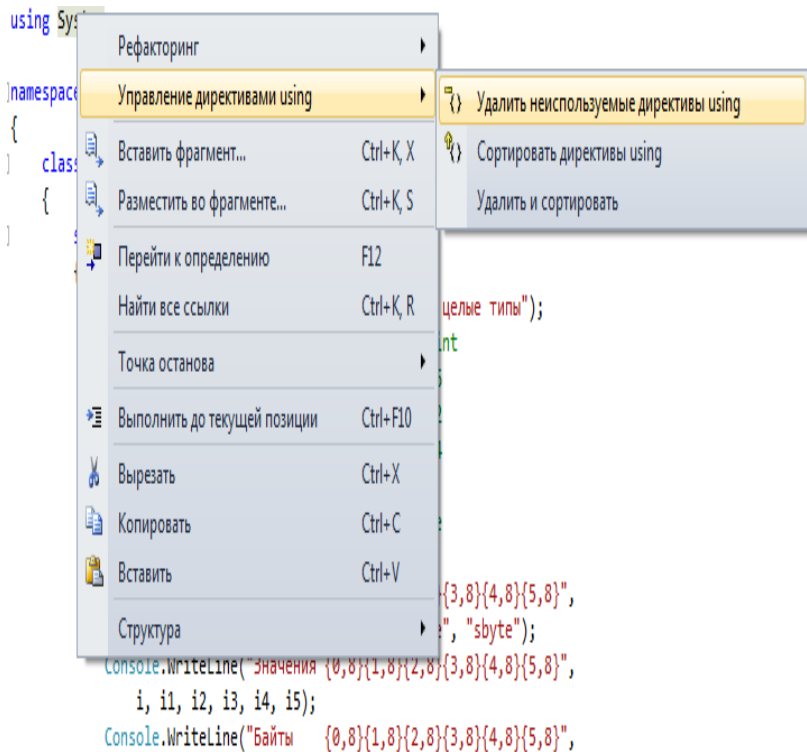 using Sys
Рефакторинг
namespace
Управление директивами using
Удалить неиспользуемые директивы using
{
Вставить фрагмент... Ctrl+K, X
Сортировать директивы using
class
{
Разместить во фрагменте... Ctrl+K, S
Удалить и сортировать
s
{
Перейти к определению F12
Найти все ссылки Ctrl+K, R
целые типы");
int
Точка останова
Выполнить до текущей позиции Ctrl+F10
Вырезать Ctrl+X
Копировать Ctrl+C
Вставить Ctrl+V
{3,8}{4,8}{5,8}",
Структура
", "sbyte");
Console.WriteLine("Значения {0,8}{1,8}{2,8}{3,8}{4,8}{5,8}",
i, i1, i2, i3, i4, i5);
Console.WriteLine("Байты {0,8}{1,8}{2,8}{3,8}{4,8}{5,8}",